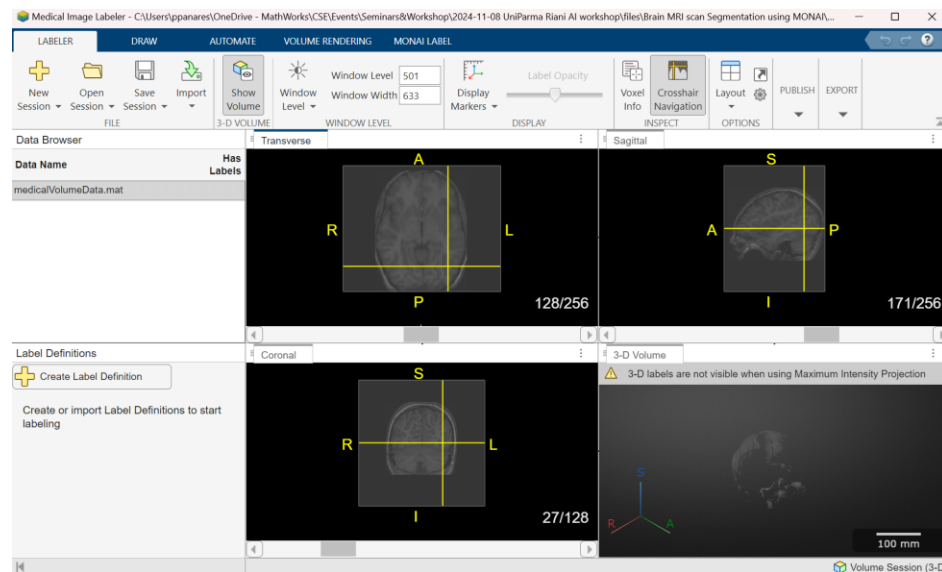 Medical Image Labeler - C:\Users\ppanares\OneDrive - MathWorks\CSE\Events\Seminars&Workshop\2024-11-08 UniParma Riani AI workshop\files\Brain MRI scan Segmentation using MONAI\...
LABELER DRAW AUTOMATE VOLUME RENDERING MONAI LABEL
New Session
Open Session
Save Session
Import
Show Volume
Window Level
Window Level 501
Window Width 633
Display Markers
Label Opacity
Voxel Info
Crosshair Navigation
Layout
PUBLISH
EXPORT
FILE 3-D VOLUME WINDOW LEVEL DISPLAY INSPECT OPTIONS
Data Browser
Data Name Has Labels
medicalVolumeData.mat
Label Definitions
Create Label Definition
Create or import Label Definitions to start
labeling
Transverse
A
R L
P
128/256
Sagittal
S
A P
I
171/256
Coronal
S
R L
I
27/128
3-D Volume
3-D labels are not visible when using Maximum Intensity Projection
S
R A
100 mm
Volume Session (3-D